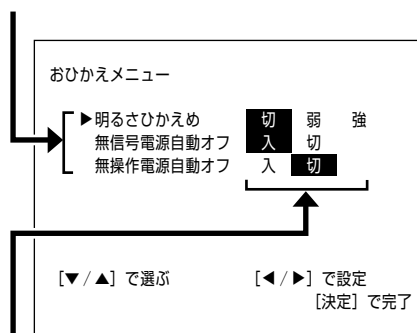 おひかえメニュー
▶明るさひかえめ 切 弱 強
無信号電源自動オフ 入 切
無操作電源自動オフ 入 切
[▼/▲] で選ぶ [◀/▶] で設定
[決定] で完了